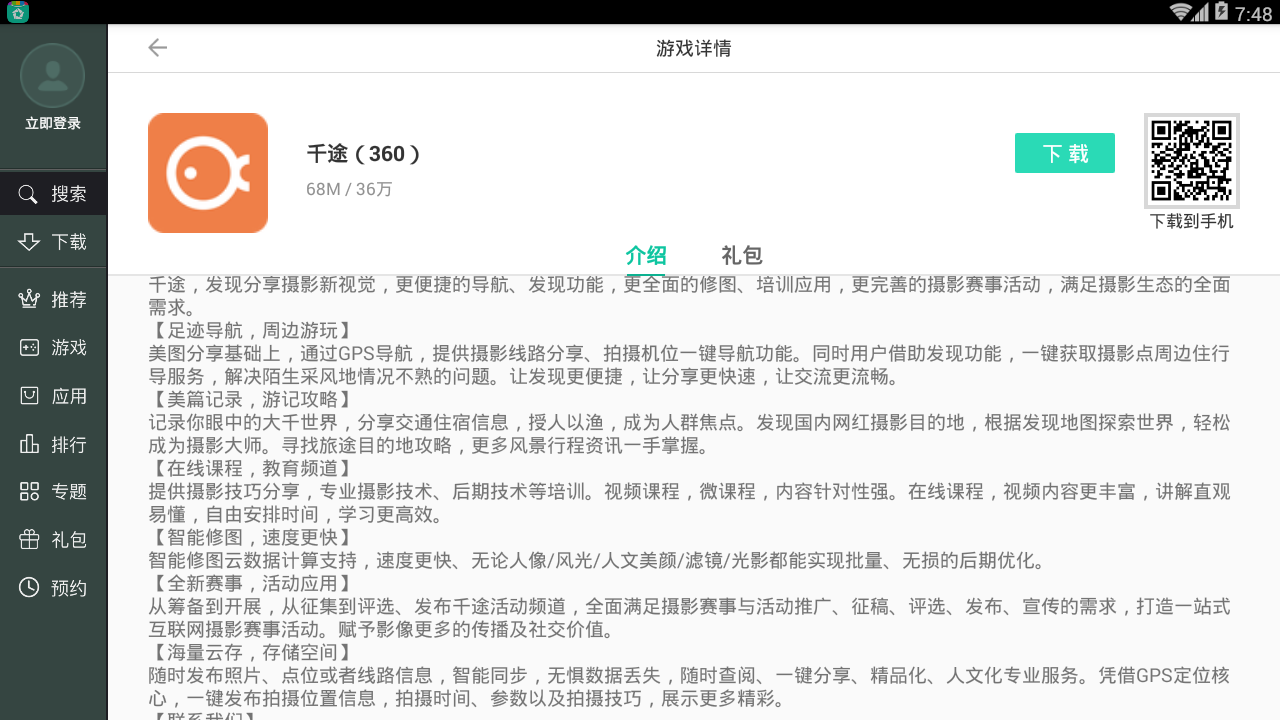 7:48
游戏详情
立即登录
搜索
下载
推荐
游戏
应用
排行
专题
礼包
预约
千途（360）
68M / 36万
下 载
下载到手机
介绍
礼包
千途，发现分享摄影新视觉，更便捷的导航、发现功能，更全面的修图、培训应用，更完善的摄影赛事活动，满足摄影生态的全面
需求。
【足迹导航，周边游玩】
美图分享基础上，通过GPS导航，提供摄影线路分享、拍摄机位一键导航功能。同时用户借助发现功能，一键获取摄影点周边住行
导服务，解决陌生采风地情况不熟的问题。让发现更便捷，让分享更快速，让交流更流畅。
【美篇记录，游记攻略】
记录你眼中的大千世界，分享交通住宿信息，授人以渔，成为人群焦点。发现国内网红摄影目的地，根据发现地图探索世界，轻松
成为摄影大师。寻找旅途目的地攻略，更多风景行程资讯一手掌握。
【在线课程，教育频道】
提供摄影技巧分享，专业摄影技术、后期技术等培训。视频课程，微课程，内容针对性强。在线课程，视频内容更丰富，讲解直观
易懂，自由安排时间，学习更高效。
【智能修图，速度更快】
智能修图云数据计算支持，速度更快、无论人像/风光/人文美颜/滤镜/光影都能实现批量、无损的后期优化。
【全新赛事，活动应用】
从筹备到开展，从征集到评选、发布千途活动频道，全面满足摄影赛事与活动推广、征稿、评选、发布、宣传的需求，打造一站式
互联网摄影赛事活动。赋予影像更多的传播及社交价值。
【海量云存，存储空间】
随时发布照片、点位或者线路信息，智能同步，无惧数据丢失，随时查阅、一键分享、精品化、人文化专业服务。凭借GPS定位核
心，一键发布拍摄位置信息，拍摄时间、参数以及拍摄技巧，展示更多精彩。
【联系我们】